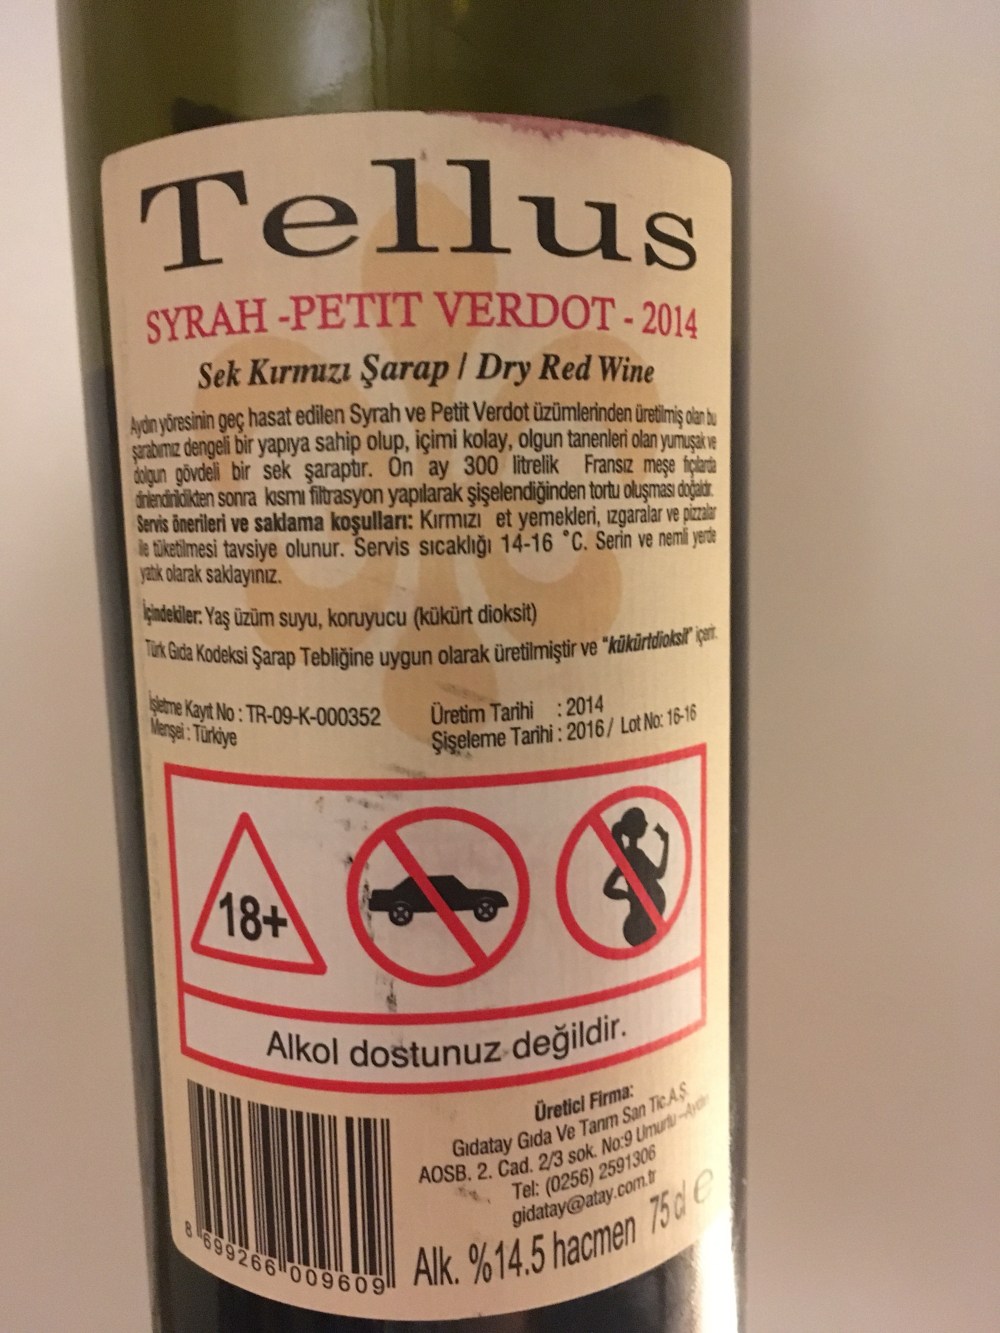 Tellus
SYRAH -PETIT VERDOT - 2014
Sek Kırmızı Şarap / Dry Red Wine
Aydın yöresinin geç hasat edilen Syrah ve Petit Verdot üzümlerinden üretilmiş olan bu
şarabımız dengeli bir yapıya sahip olup, içimi kolay, olgun tanenleri olan yumuşak ve
dolgun gövdeli bir sek şaraptır. On ay 300 litrelik Fransız meşe fıçılarda
dinlendirildikten sonra kısmı filtrasyon yapılarak şişelendiğinden tortu oluşması doğaldır.
Servis önerileri ve saklama koşulları: Kırmızı et yemekleri, ızgaralar ve pizzalar
ile tüketilmesi tavsiye olunur. Servis sıcaklığı 14-16 °C. Serin ve nemli yerde
yatık olarak saklayınız.
İçindekiler: Yaş üzüm suyu, koruyucu (kükürt dioksit)
Türk Gıda Kodeksi Şarap Tebliğine uygun olarak üretilmiştir ve "kükürtdioksit" içerir.
İşletme Kayıt No : TR-09-K-000352
Menşei : Türkiye
Üretim Tarihi : 2014
Şişeleme Tarihi : 2016 / Lot No: 16-16
18+
Alkol dostunuz değildir.
Üretici Firma:
Gıdatay Gıda Ve Tarım San Tic.A.Ş.
AOSB. 2. Cad. 2/3 sok. No:9 Umurlu –Aydın
Tel: (0256) 2591306
gidatay@atay.com.tr
Alk. %14.5 hacmen 75 cl e
8 699266 009609